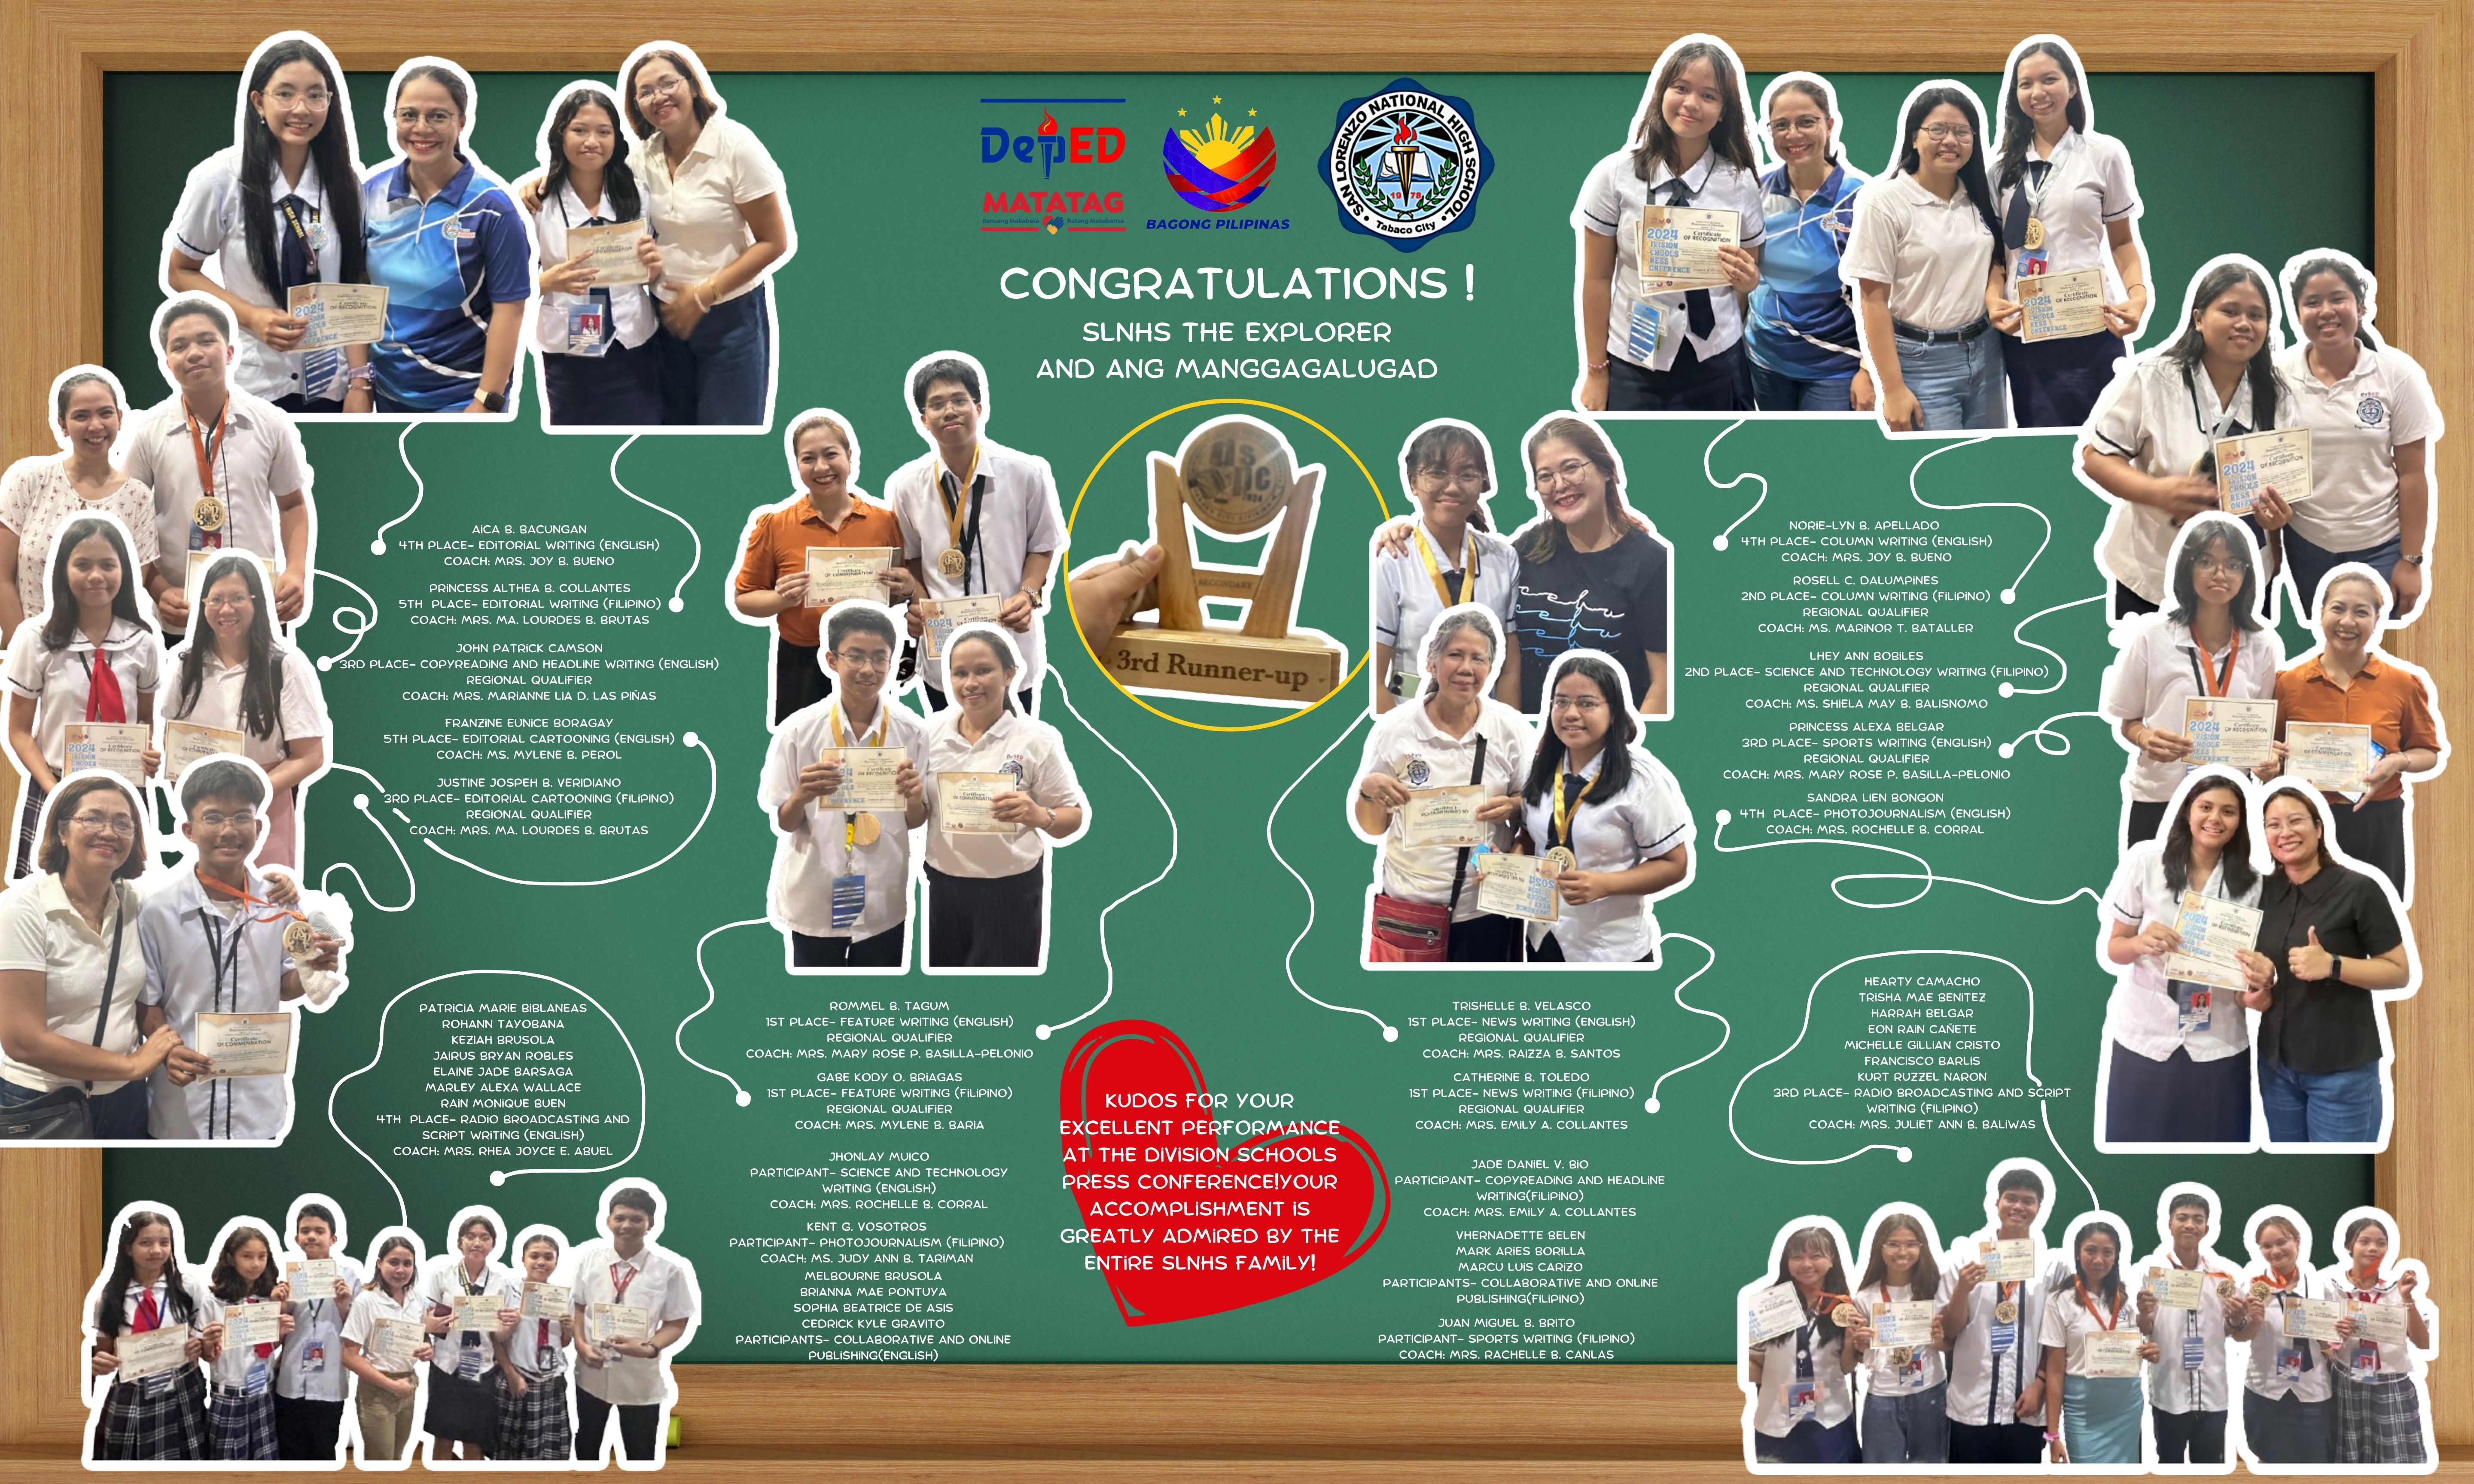 DepED
MATATAG
Bansang Makabata Batang Makabansa
BAGONG PILIPINAS
SAN LORENZO NATIONAL HIGH SCHOOL
1978
Tabaco City
CONGRATULATIONS !
SLNHS THE EXPLORER
AND ANG MANGGAGALUGAD
SECONDARY
3rd Runner-up
AICA B. BACUNGAN
4TH PLACE- EDITORIAL WRITING (ENGLISH)
COACH: MRS. JOY B. BUENO
PRINCESS ALTHEA B. COLLANTES
5TH PLACE- EDITORIAL WRITING (FILIPINO)
COACH: MRS. MA. LOURDES B. BRUTAS
JOHN PATRICK CAMSON
3RD PLACE- COPYREADING AND HEADLINE WRITING (ENGLISH)
REGIONAL QUALIFIER
COACH: MRS. MARIANNE LIA D. LAS PIÑAS
FRANZINE EUNICE BORAGAY
5TH PLACE- EDITORIAL CARTOONING (ENGLISH)
COACH: MS. MYLENE B. PEROL
JUSTINE JOSPEH B. VERIDIANO
3RD PLACE- EDITORIAL CARTOONING (FILIPINO)
REGIONAL QUALIFIER
COACH: MRS. MA. LOURDES B. BRUTAS
NORIE-LYN B. APELLADO
4TH PLACE- COLUMN WRITING (ENGLISH)
COACH: MRS. JOY B. BUENO
ROSELL C. DALUMPINES
2ND PLACE- COLUMN WRITING (FILIPINO)
REGIONAL QUALIFIER
COACH: MS. MARINOR T. BATALLER
LHEY ANN BOBILES
2ND PLACE- SCIENCE AND TECHNOLOGY WRITING (FILIPINO)
REGIONAL QUALIFIER
COACH: MS. SHIELA MAY B. BALISNOMO
PRINCESS ALEXA BELGAR
3RD PLACE- SPORTS WRITING (ENGLISH)
REGIONAL QUALIFIER
COACH: MRS. MARY ROSE P. BASILLA-PELONIO
SANDRA LIEN BONGON
4TH PLACE- PHOTOJOURNALISM (ENGLISH)
COACH: MRS. ROCHELLE B. CORRAL
PATRICIA MARIE BIBLANEAS
ROHANN TAYOBANA
KEZIAH BRUSOLA
JAIRUS BRYAN ROBLES
ELAINE JADE BARSAGA
MARLEY ALEXA WALLACE
RAIN MONIQUE BUEN
4TH PLACE- RADIO BROADCASTING AND
SCRIPT WRITING (ENGLISH)
COACH: MRS. RHEA JOYCE E. ABUEL
ROMMEL B. TAGUM
1ST PLACE- FEATURE WRITING (ENGLISH)
REGIONAL QUALIFIER
COACH: MRS. MARY ROSE P. BASILLA-PELONIO
GABE KODY O. BRIAGAS
1ST PLACE- FEATURE WRITING (FILIPINO)
REGIONAL QUALIFIER
COACH: MRS. MYLENE B. BARIA
JHONLAY MUICO
PARTICIPANT- SCIENCE AND TECHNOLOGY
WRITING (ENGLISH)
COACH: MRS. ROCHELLE B. CORRAL
KENT G. VOSOTROS
PARTICIPANT- PHOTOJOURNALISM (FILIPINO)
COACH: MS. JUDY ANN B. TARIMAN
MELBOURNE BRUSOLA
BRIANNA MAE PONTUYA
SOPHIA BEATRICE DE ASIS
CEDRICK KYLE GRAVITO
PARTICIPANTS- COLLABORATIVE AND ONLINE
PUBLISHING(ENGLISH)
KUDOS FOR YOUR
EXCELLENT PERFORMANCE
AT THE DIVISION SCHOOLS
PRESS CONFERENCE!YOUR
ACCOMPLISHMENT IS
GREATLY ADMIRED BY THE
ENTIRE SLNHS FAMILY!
TRISHELLE B. VELASCO
1ST PLACE- NEWS WRITING (ENGLISH)
REGIONAL QUALIFIER
COACH: MRS. RAIZZA B. SANTOS
CATHERINE B. TOLEDO
1ST PLACE- NEWS WRITING (FILIPINO)
REGIONAL QUALIFIER
COACH: MRS. EMILY A. COLLANTES
JADE DANIEL V. BIO
PARTICIPANT- COPYREADING AND HEADLINE
WRITING(FILIPINO)
COACH: MRS. EMILY A. COLLANTES
VHERNADETTE BELEN
MARK ARIES BORILLA
MARCU LUIS CARIZO
PARTICIPANTS- COLLABORATIVE AND ONLINE
PUBLISHING(FILIPINO)
JUAN MIGUEL B. BRITO
PARTICIPANT- SPORTS WRITING (FILIPINO)
COACH: MRS. RACHELLE B. CANLAS
HEARTY CAMACHO
TRISHA MAE BENITEZ
HARRAH BELGAR
EON RAIN CAÑETE
MICHELLE GILLIAN CRISTO
FRANCISCO BARLIS
KURT RUZZEL NARON
3RD PLACE- RADIO BROADCASTING AND SCRIPT
WRITING (FILIPINO)
COACH: MRS. JULIET ANN B. BALIWAS